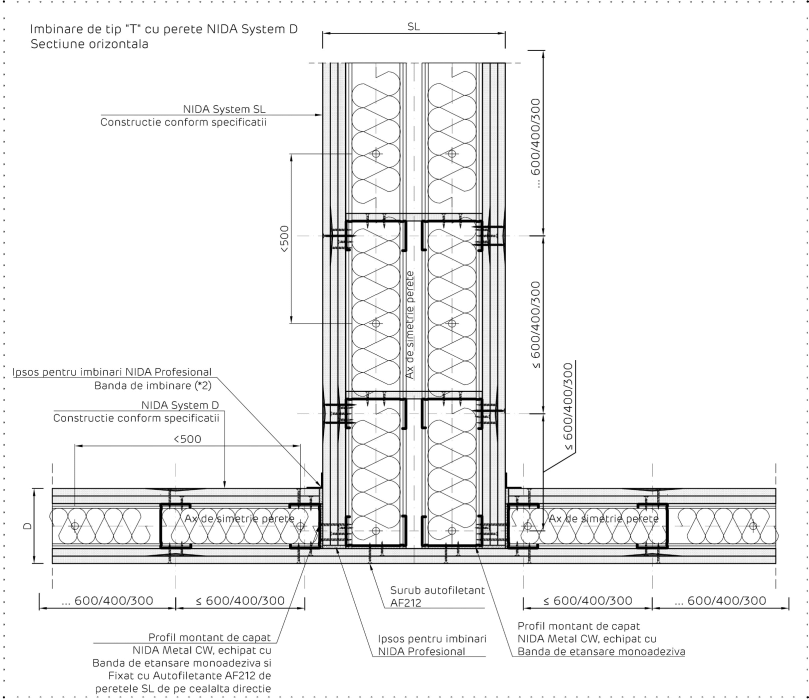 Imbinare de tip "T" cu perete NIDA System D
Sectiune orizontala
SL
NIDA System SL
Constructie conform specificatii
... 600/400/300
<500
≤ 600/400/300
Ax de simetrie perete
≤ 600/400/300
Ipsos pentru imbinari NIDA Profesional
Banda de imbinare (*2)
NIDA System D
Constructie conform specificatii
<500
D
Ax de simetrie perete
Ax de simetrie perete
... 600/400/300
≤ 600/400/300
≤ 600/400/300
... 600/400/300
Surub autofiletant
AF212
Profil montant de capat
NIDA Metal CW, echipat cu
Banda de etansare monoadeziva si
Fixat cu Autofiletante AF212 de
peretele SL de pe cealalta directie
Ipsos pentru imbinari
NIDA Profesional
Profil montant de capat
NIDA Metal CW, echipat cu
Banda de etansare monoadeziva